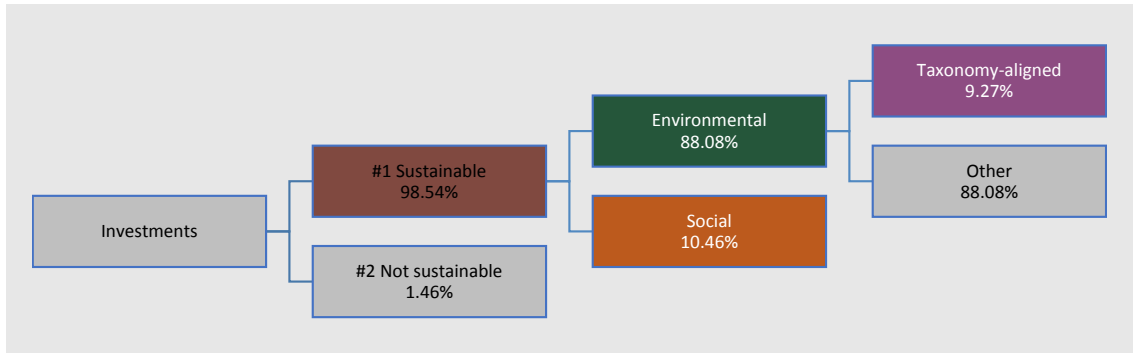 Investments
#1 Sustainable
98.54%
#2 Not sustainable
1.46%
Environmental
88.08%
Social
10.46%
Taxonomy-aligned
9.27%
Other
88.08%